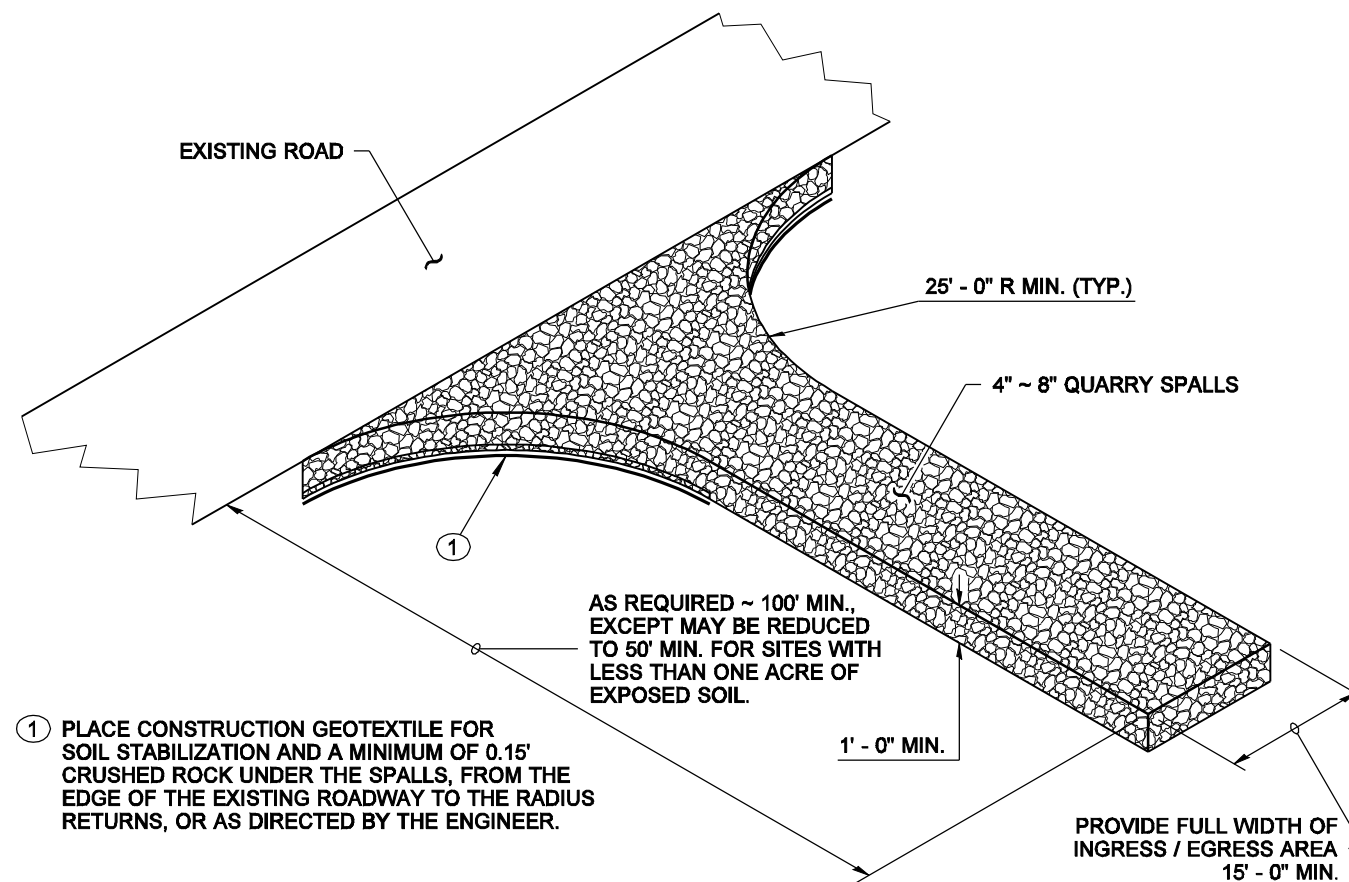 EXISTING ROAD
25' - 0" R MIN. (TYP.)
4" ~ 8" QUARRY SPALLS
1
AS REQUIRED ~ 100' MIN.,
EXCEPT MAY BE REDUCED
TO 50' MIN. FOR SITES WITH
LESS THAN ONE ACRE OF
EXPOSED SOIL.
1' - 0" MIN.
1 PLACE CONSTRUCTION GEOTEXTILE FOR
SOIL STABILIZATION AND A MINIMUM OF 0.15'
CRUSHED ROCK UNDER THE SPALLS, FROM THE
EDGE OF THE EXISTING ROADWAY TO THE RADIUS
RETURNS, OR AS DIRECTED BY THE ENGINEER.
PROVIDE FULL WIDTH OF
INGRESS / EGRESS AREA
15' - 0" MIN.